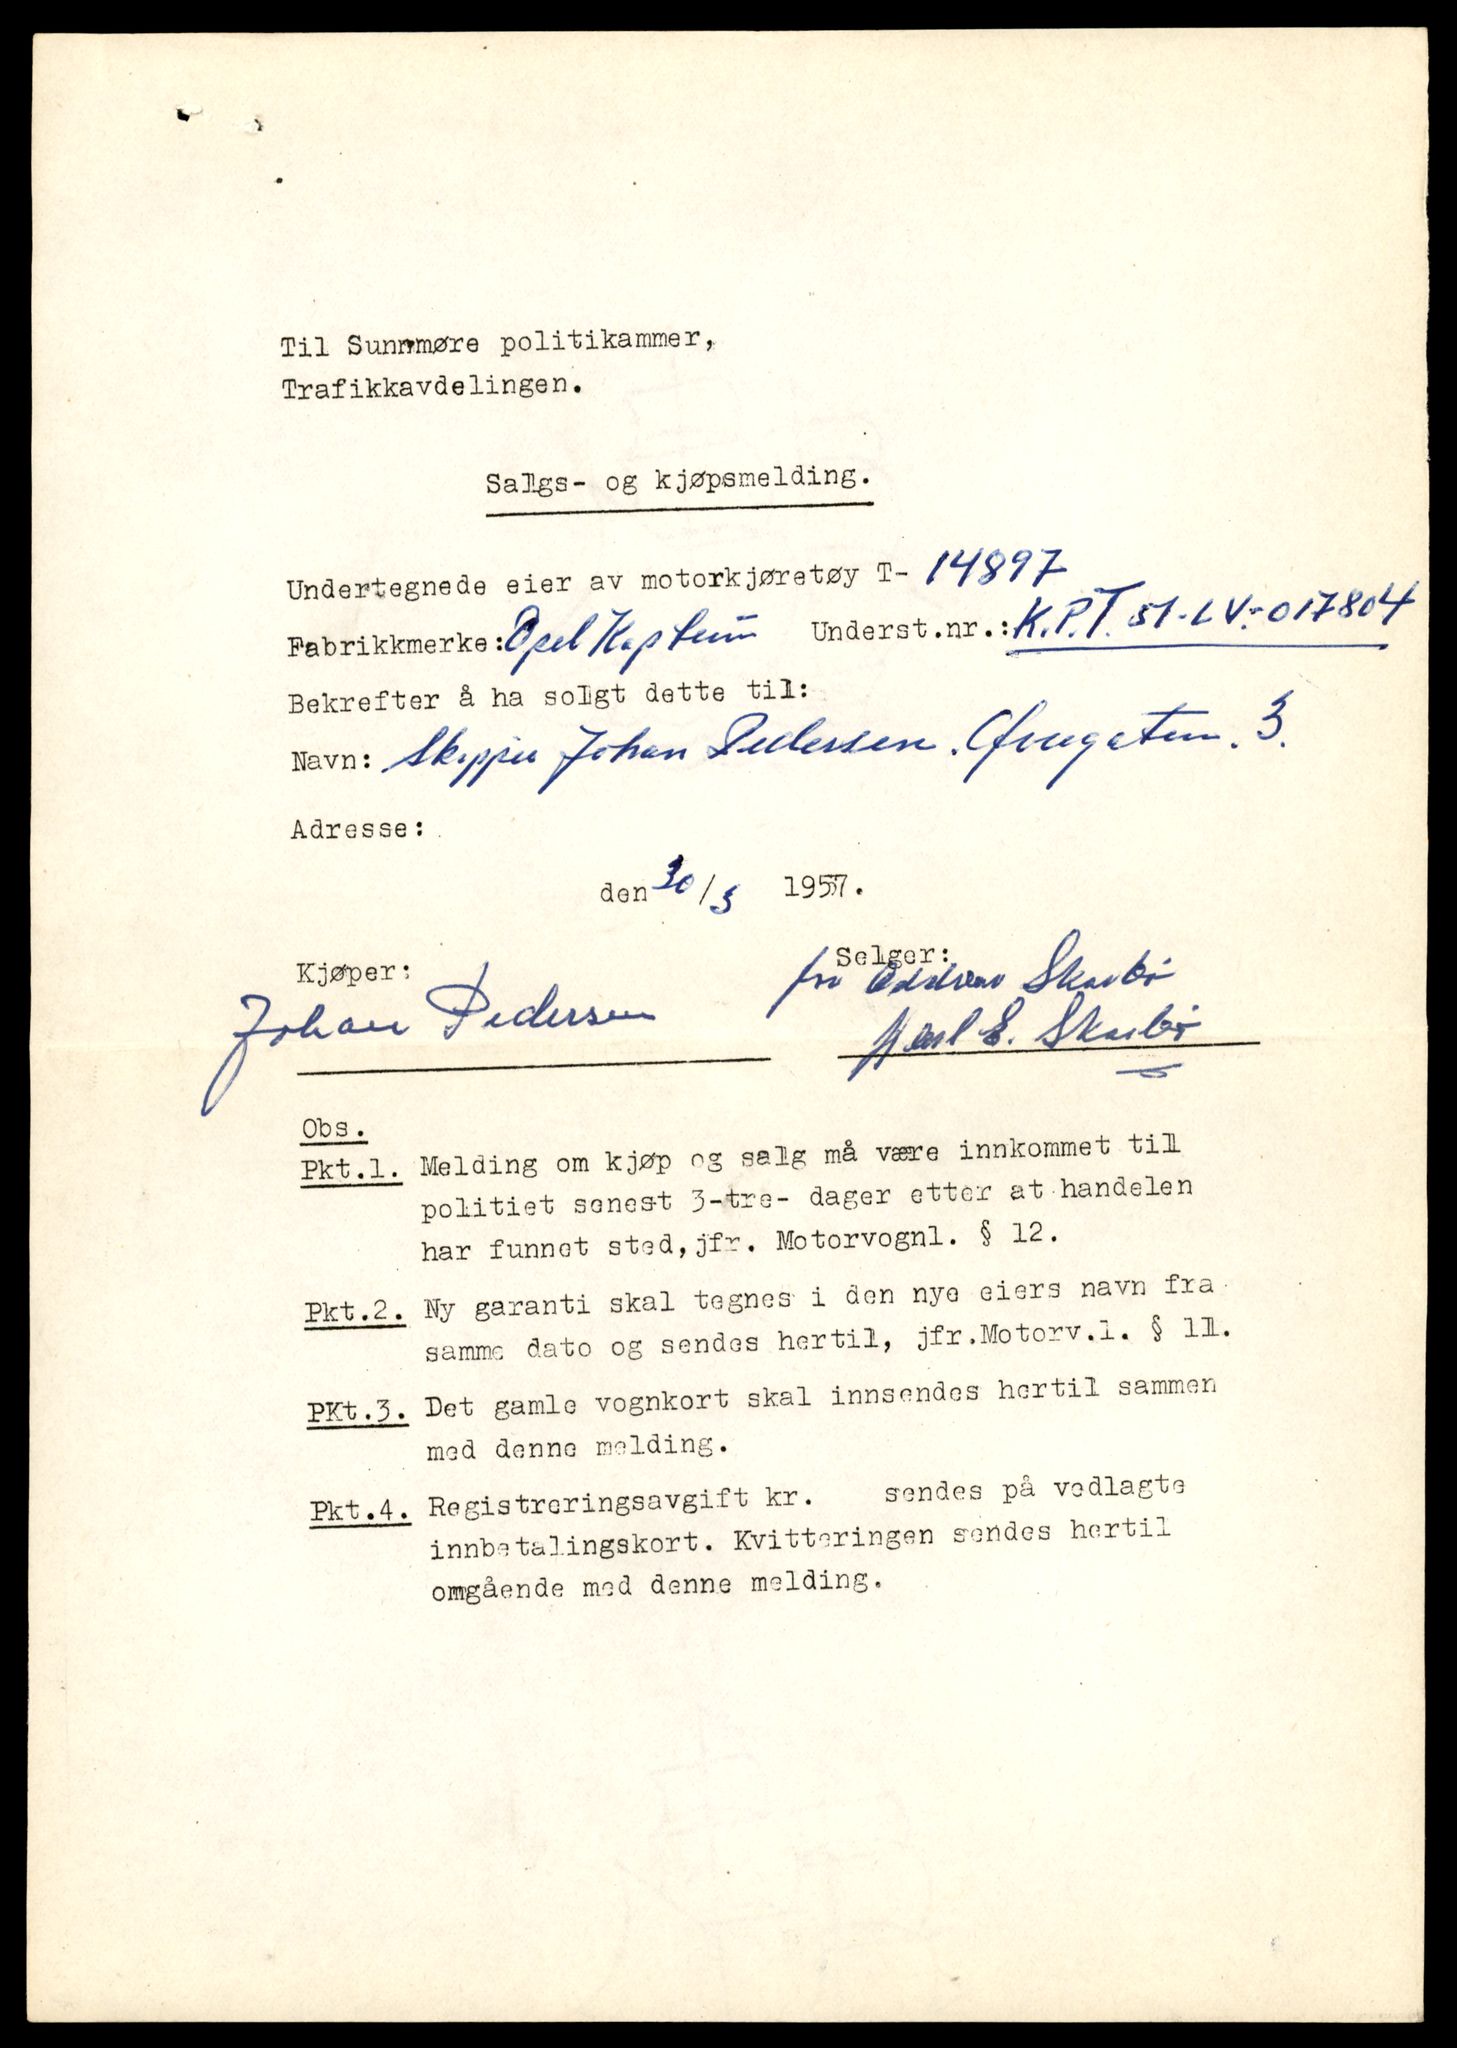 Til Sunnmøre politikammer,
Trafikkavdelingen.
Salgs- og kjøpsmelding.
Undertegnede eier av motorkjøretøy T- 14897
Fabrikkmerke: Opel Kaptein Underst.nr.: K.P.T. 51-LV-017804
Bekrefter å ha solgt dette til:
Navn: Skipper Johan Pedersen. 3.
Adresse:
den 30/3 1957.
Kjøper: Selger:
for Oddvar Skarbø
Johan Pedersen
Karl E. Skarbø
Obs.
Pkt.1. Melding om kjøp og salg må være innkommet til
politiet senest 3-tre- dager etter at handelen
har funnet sted, jfr. Motorvognl. § 12.
Pkt.2. Ny garanti skal tegnes i den nye eiers navn fra
samme dato og sendes hertil, jfr.Motorv.l. § 11.
PKt.3. Det gamle vognkort skal innsendes hertil sammen
med denne melding.
Pkt.4. Registreringsavgift kr. sendes på vedlagte
innbetalingskort. Kvitteringen sendes hertil
omgående med denne melding.